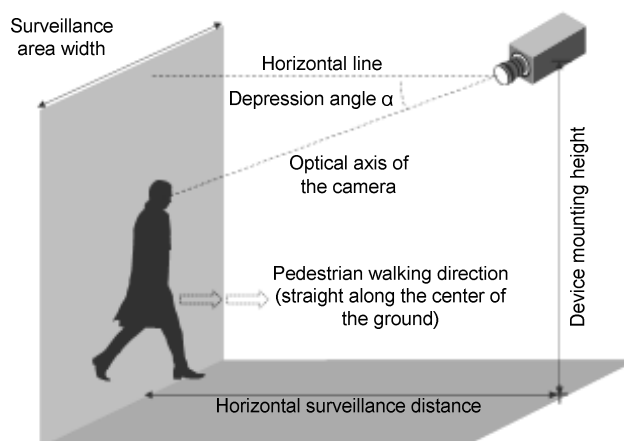 Surveillance
area width
Horizontal line
Depression angle α
Optical axis of
the camera
Device mounting height
Pedestrian walking direction
(straight along the center of
the ground)
Horizontal surveillance distance